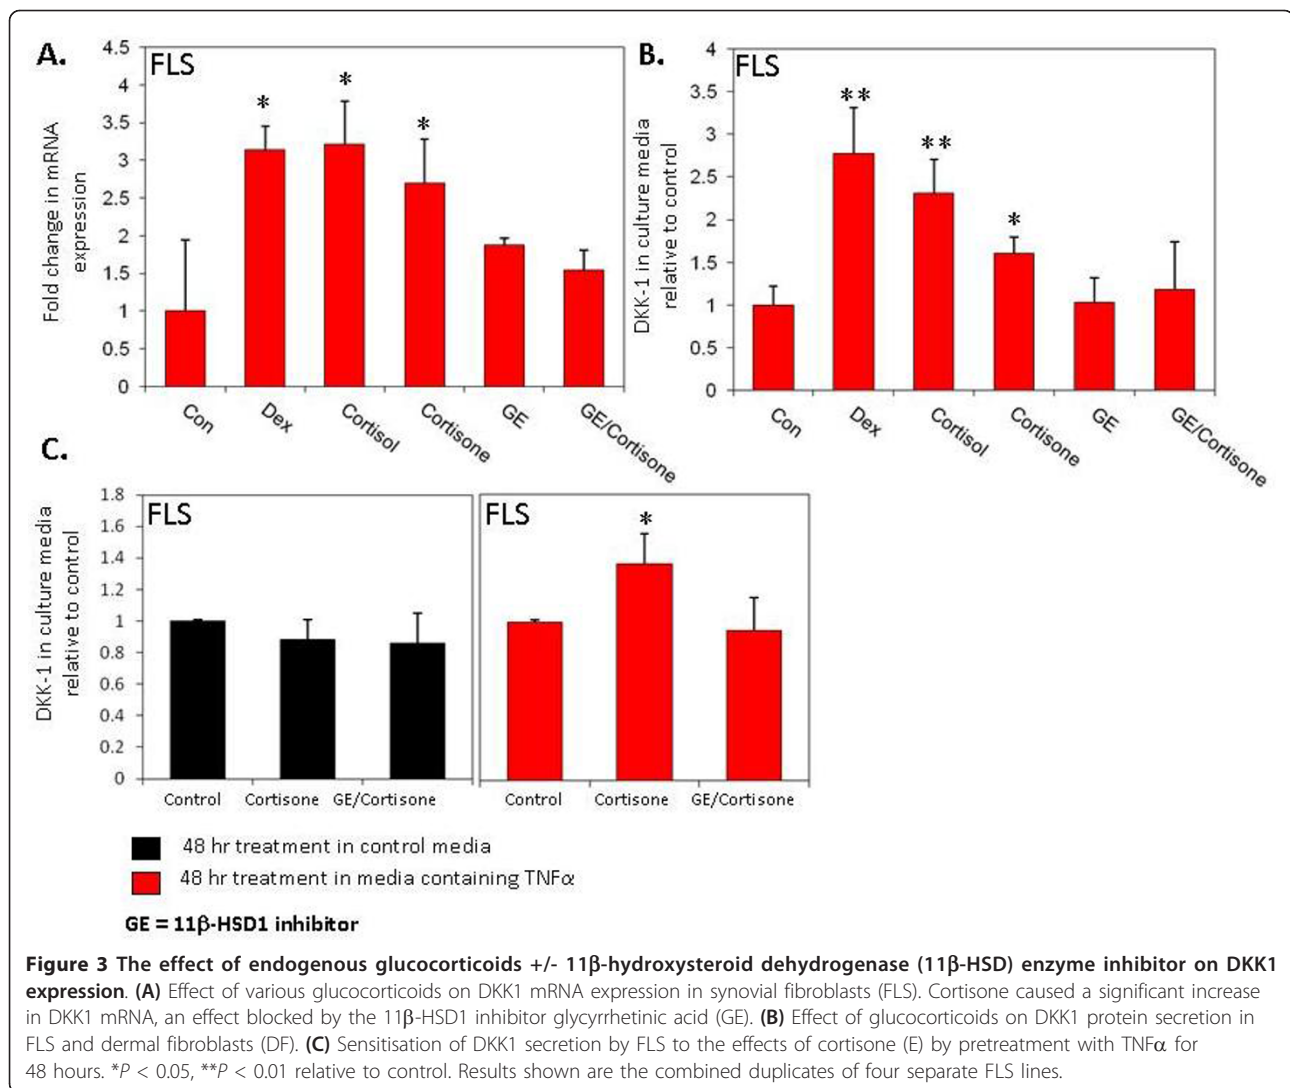 A.
FLS
Fold change in mRNA
expression
4.5
4
3.5
3
2.5
2
1.5
1
0.5
0
*
*
*
Con
Dex
Cortisol
Cortisone
GE
GE/Cortisone
B.
FLS
DKK-1 in culture media
relative to control
4
3.5
3
2.5
2
1.5
1
0.5
0
**
**
*
Con
Dex
Cortisol
Cortisone
GE
GE/Cortisone
C.
DKK-1 in culture media
relative to control
1.8
1.6
1.4
1.2
1
0.8
0.6
0.4
0.2
0
FLS
Control Cortisone GE/Cortisone
FLS
*
Control Cortisone GE/Cortisone
48 hr treatment in control media
48 hr treatment in media containing TNFα
GE = 11β-HSD1 inhibitor
Figure 3 The effect of endogenous glucocorticoids +/- 11β-hydroxysteroid dehydrogenase (11β-HSD) enzyme inhibitor on DKK1
expression. (A) Effect of various glucocorticoids on DKK1 mRNA expression in synovial fibroblasts (FLS). Cortisone caused a significant increase
in DKK1 mRNA, an effect blocked by the 11β-HSD1 inhibitor glycyrrhetinic acid (GE). (B) Effect of glucocorticoids on DKK1 protein secretion in
FLS and dermal fibroblasts (DF). (C) Sensitisation of DKK1 secretion by FLS to the effects of cortisone (E) by pretreatment with TNFα for
48 hours. *P < 0.05, **P < 0.01 relative to control. Results shown are the combined duplicates of four separate FLS lines.